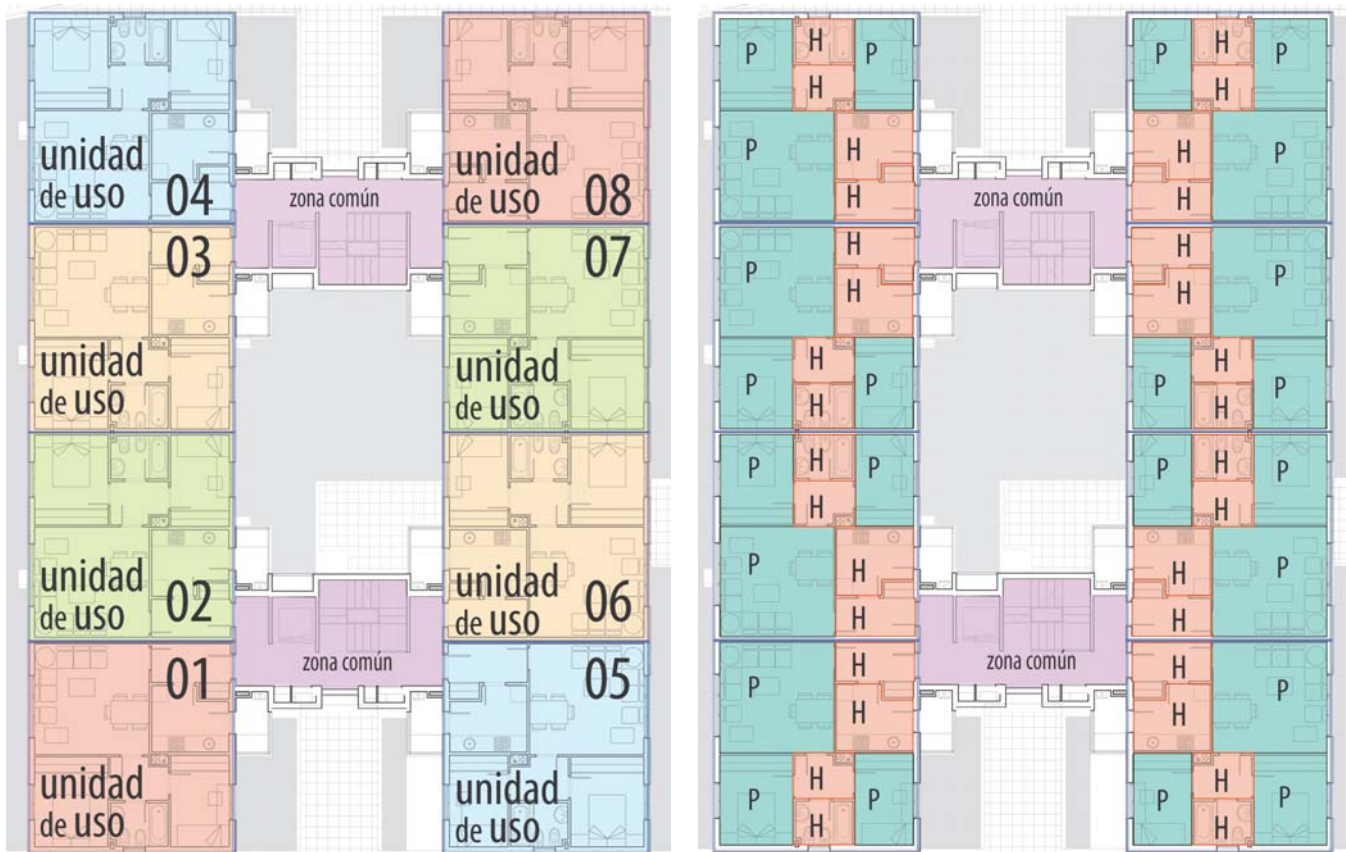 unidad
de uso 04
unidad
de uso 08
zona común
03
unidad
de uso
07
unidad
de uso
unidad
de uso 02
unidad
de uso 06
zona común
01
unidad
de uso
05
unidad
de uso
P H P P H P
H H
P H H P
H zona común H
H H
P P
H H
H H
P P P P
H H
H H
P P P P
H H
P H H P
H H
zona común
H H
P P
H H
H H
P P P P
H H